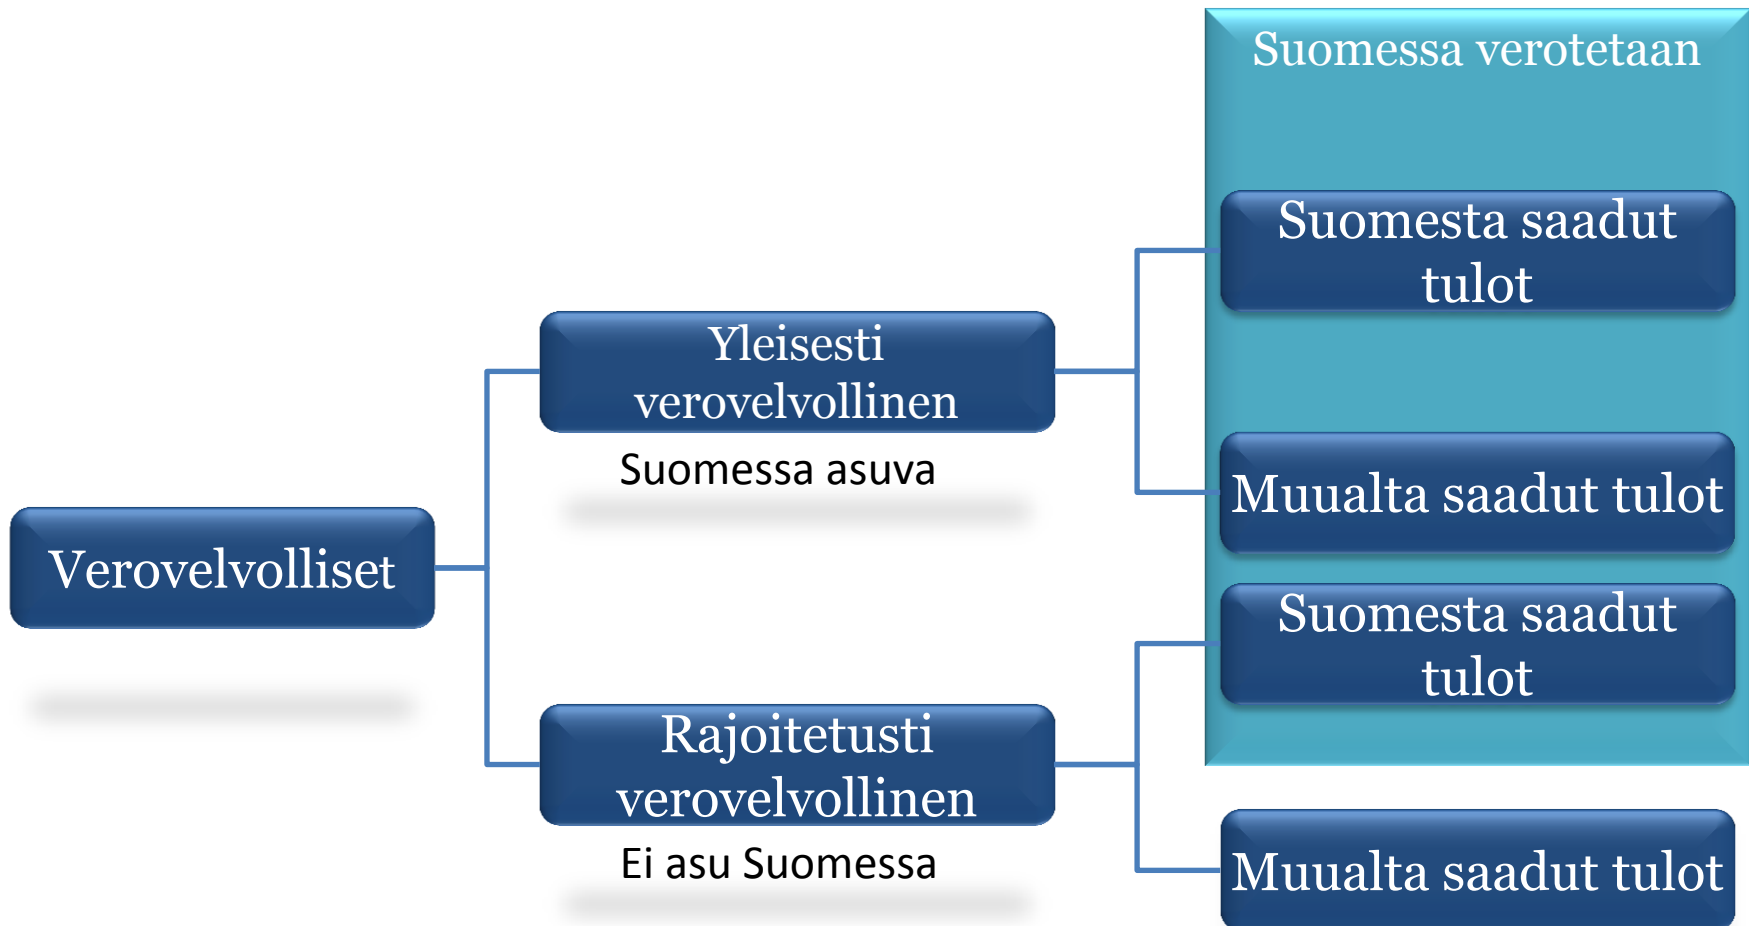 Suomessa verotetaan
Suomesta saadut
tulot
Yleisesti
verovelvollinen
Suomessa asuva
Muualta saadut tulot
Verovelvolliset
Suomesta saadut
tulot
Rajoitetusti
verovelvollinen
Ei asu Suomessa
Muualta saadut tulot